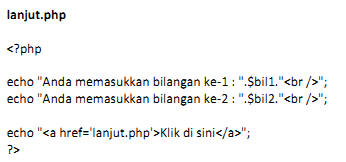 lanjut.php
<?php
echo "Anda memasukkan bilangan ke-1 : ".$bil1."<br />";
echo "Anda memasukkan bilangan ke-2 : ".$bil2."<br />";
echo "<a href='lanjut.php'>Klik di sini</a>";
?>